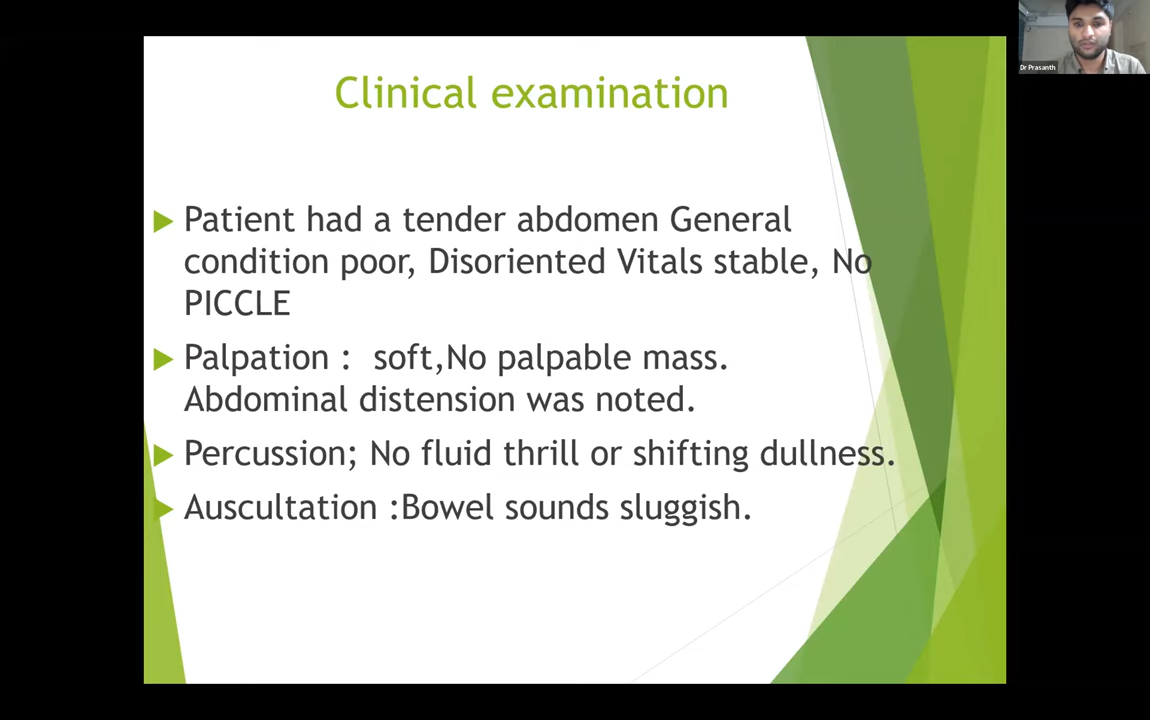 Clinical examination
Patient had a tender abdomen General
condition poor, Disoriented Vitals stable, No
PICCLE
Palpation : soft,No palpable mass.
Abdominal distension was noted.
Percussion; No fluid thrill or shifting dullness.
Auscultation :Bowel sounds sluggish.
Dr Prasanth